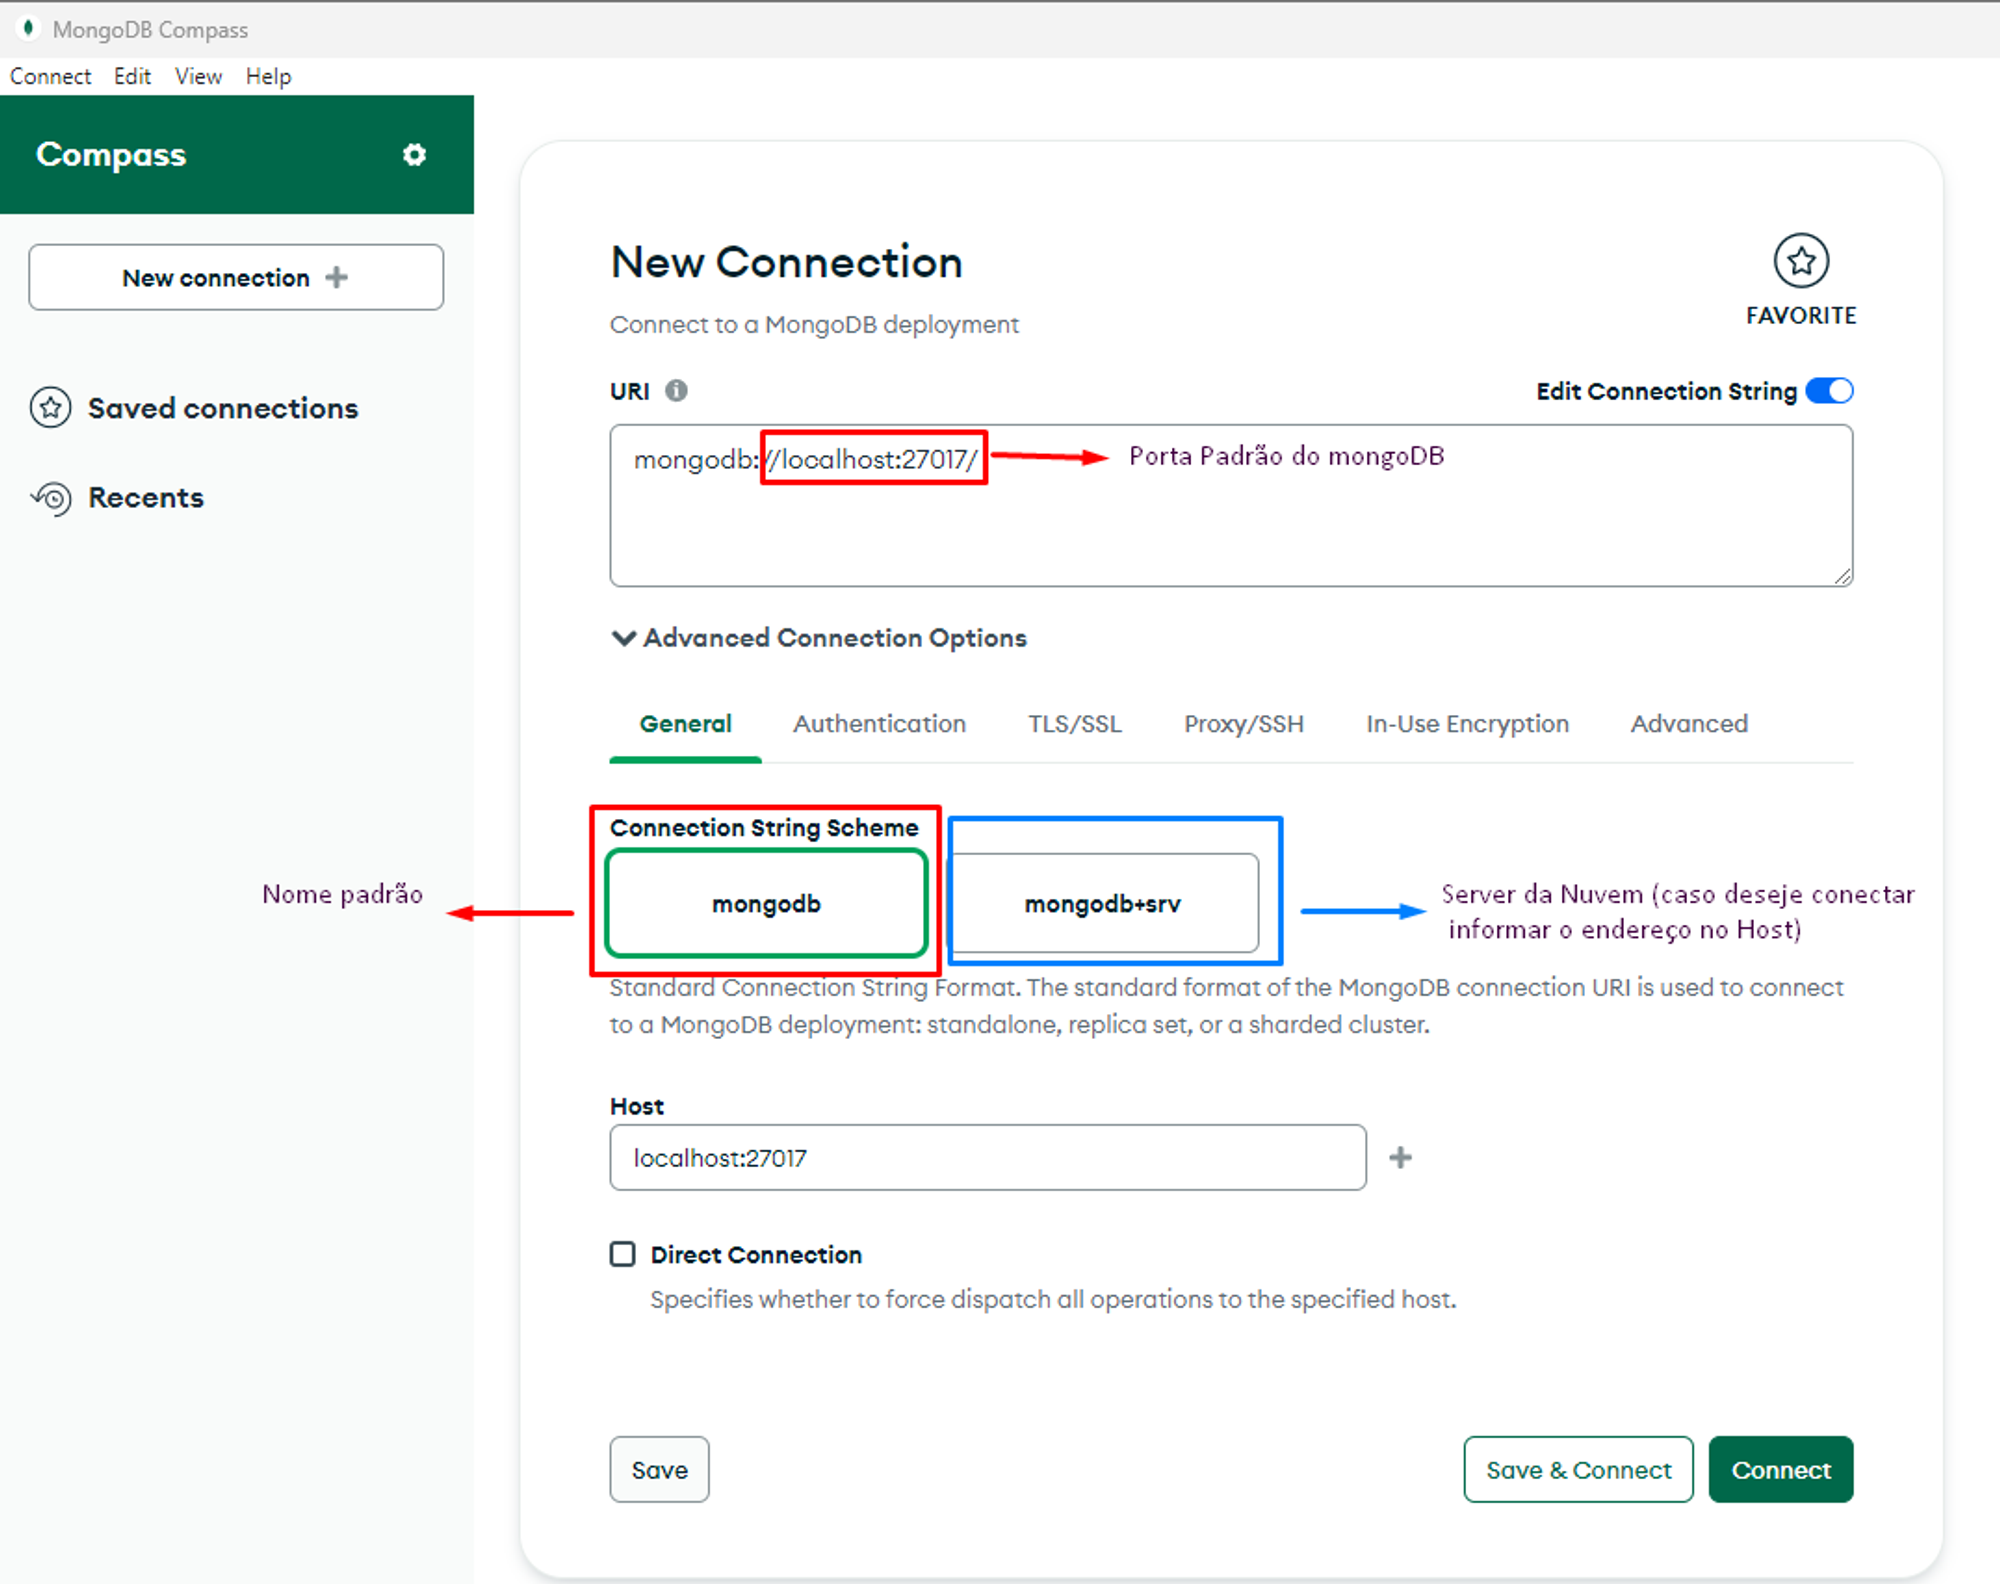 MongoDB Compass
Connect Edit View Help
Compass
New connection
Saved connections
Recents
New Connection
Connect to a MongoDB deployment
FAVORITE
URI
Edit Connection String
mongodb://localhost:27017/
Porta Padrão do mongoDB
Advanced Connection Options
General Authentication TLS/SSL Proxy/SSH In-Use Encryption Advanced
Connection String Scheme
Nome padrão
mongodb
mongodb+srv
Server da Nuvem (caso deseje conectar
informar o endereço no Host)
Standard Connection String Format. The standard format of the MongoDB connection URI is used to connect
to a MongoDB deployment: standalone, replica set, or a sharded cluster.
Host
localhost:27017
Direct Connection
Specifies whether to force dispatch all operations to the specified host.
Save
Save & Connect
Connect